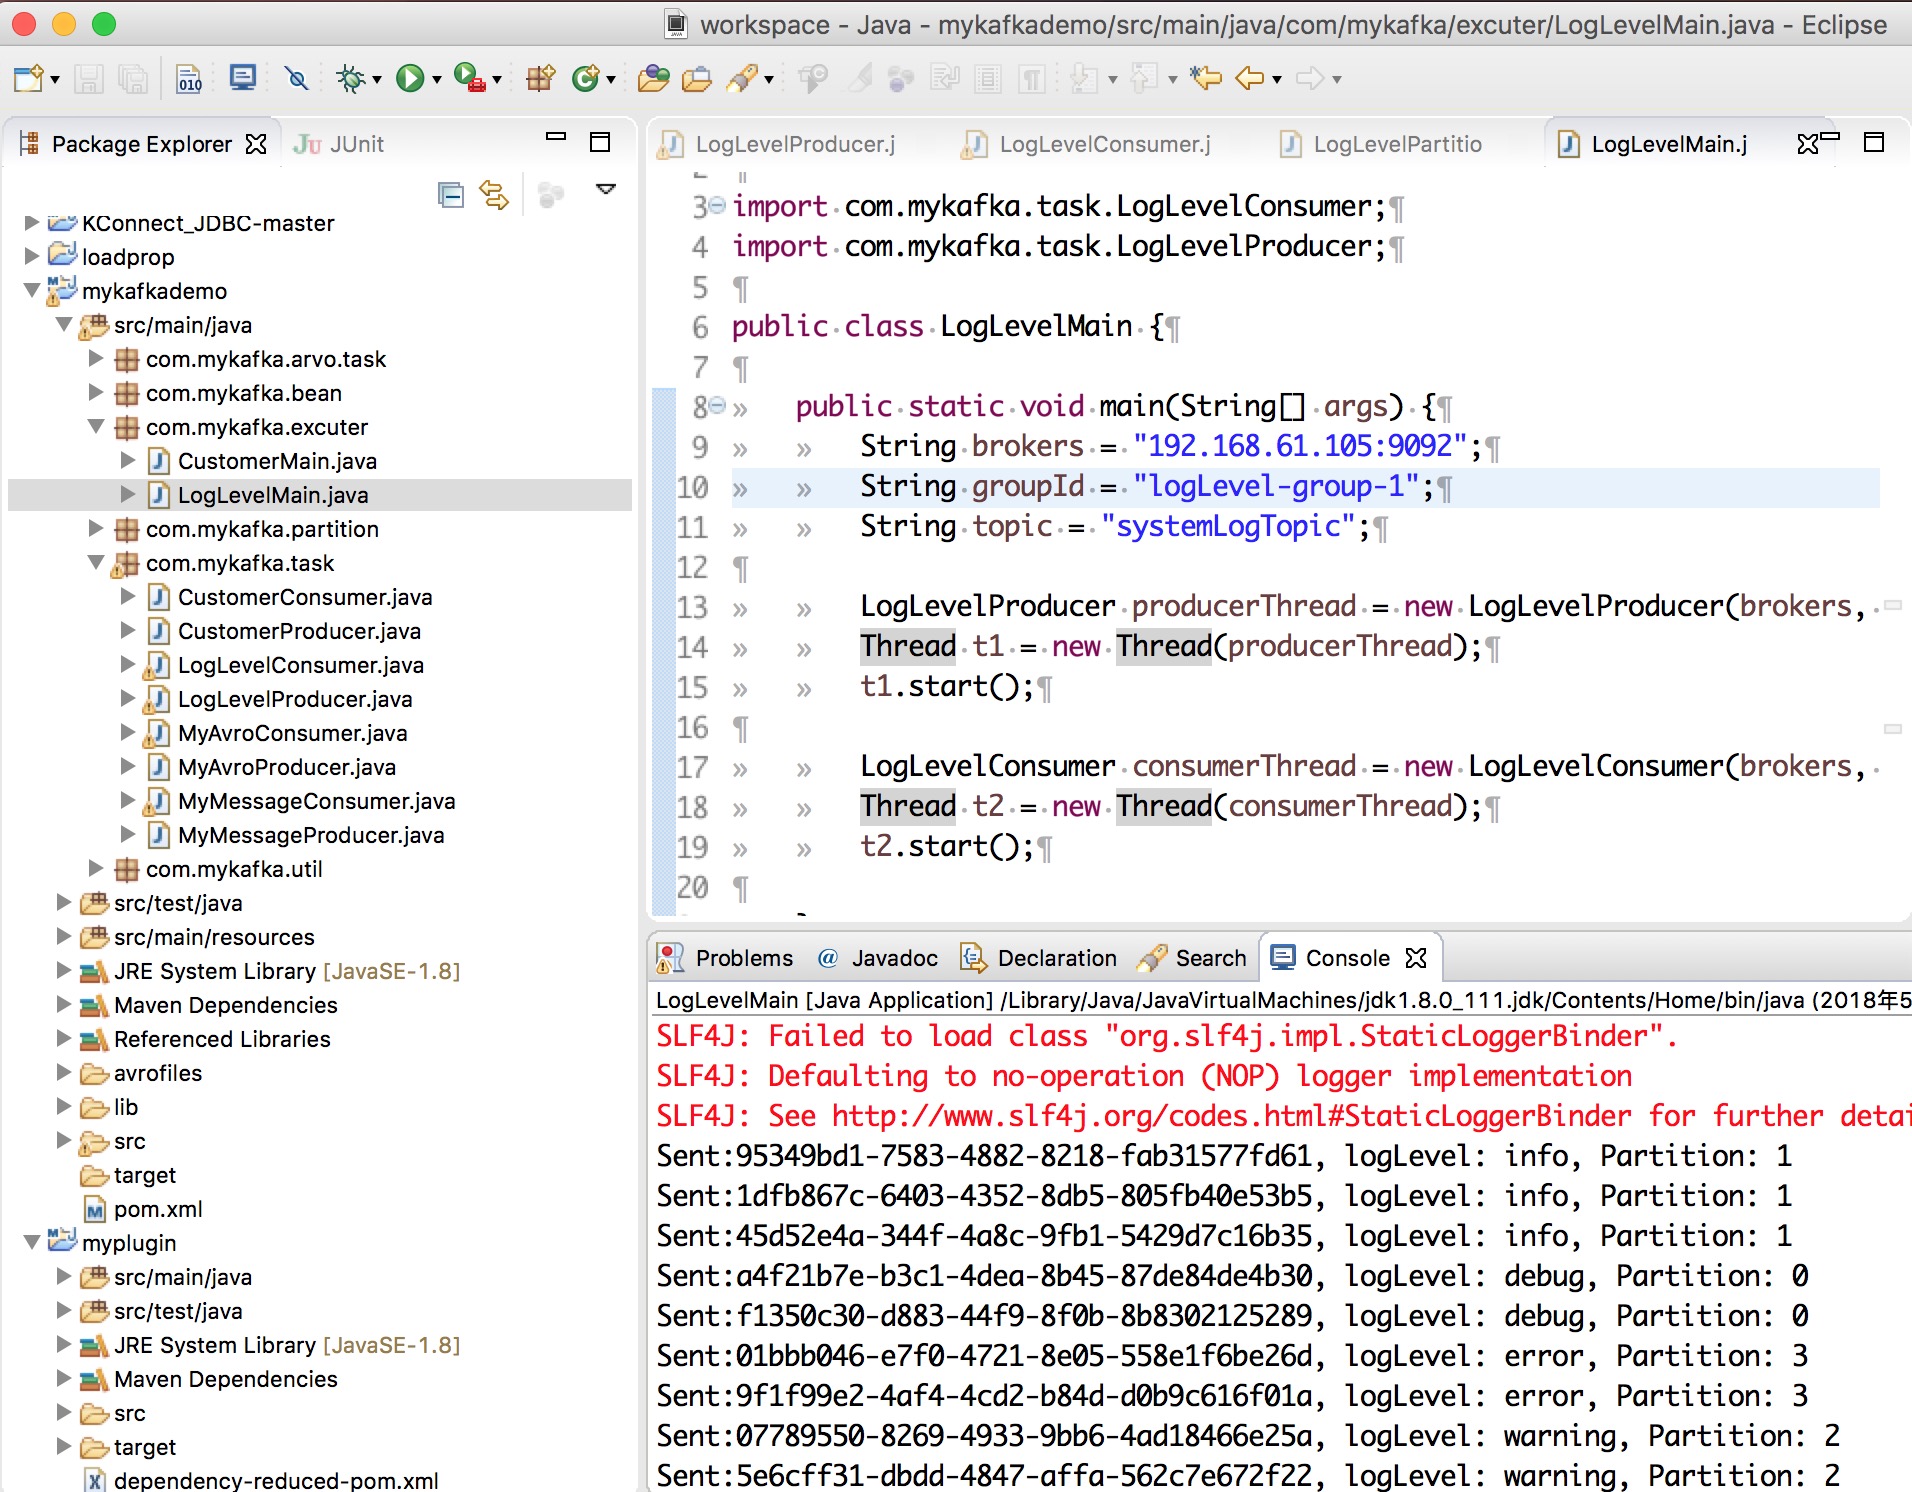 workspace - Java - mykafkademo/src/main/java/com/mykafka/excuter/LogLevelMain.java - Eclipse
Package Explorer
JUnit
KConnect_JDBC-master
loadprop
mykafkademo
src/main/java
com.mykafka.arvo.task
com.mykafka.bean
com.mykafka.excuter
CustomerMain.java
LogLevelMain.java
com.mykafka.partition
com.mykafka.task
CustomerConsumer.java
CustomerProducer.java
LogLevelConsumer.java
LogLevelProducer.java
MyAvroConsumer.java
MyAvroProducer.java
MyMessageConsumer.java
MyMessageProducer.java
com.mykafka.util
src/test/java
src/main/resources
JRE System Library [JavaSE-1.8]
Maven Dependencies
Referenced Libraries
avrofiles
lib
src
target
pom.xml
myplugin
src/main/java
src/test/java
JRE System Library [JavaSE-1.8]
Maven Dependencies
src
target
dependency-reduced-pom.xml
LogLevelProducer.j
LogLevelConsumer.j
LogLevelPartitio
LogLevelMain.j
2
3 import com.mykafka.task.LogLevelConsumer;
4 import com.mykafka.task.LogLevelProducer;
5
6 public class LogLevelMain {
7
8 public static void main(String[] args) {
9 String brokers = "192.168.61.105:9092";
10 String groupId = "logLevel-group-1";
11 String topic = "systemLogTopic";
12
13 LogLevelProducer producerThread = new LogLevelProducer(brokers,
14 Thread t1 = new Thread(producerThread);
15 t1.start();
16
17 LogLevelConsumer consumerThread = new LogLevelConsumer(brokers,
18 Thread t2 = new Thread(consumerThread);
19 t2.start();
20
Problems
Javadoc
Declaration
Search
Console
LogLevelMain [Java Application] /Library/Java/JavaVirtualMachines/jdk1.8.0_111.jdk/Contents/Home/bin/java (2018年5
SLF4J: Failed to load class "org.slf4j.impl.StaticLoggerBinder".
SLF4J: Defaulting to no-operation (NOP) logger implementation
SLF4J: See http://www.slf4j.org/codes.html#StaticLoggerBinder for further detai
Sent:95349bd1-7583-4882-8218-fab31577fd61, logLevel: info, Partition: 1
Sent:1dfb867c-6403-4352-8db5-805fb40e53b5, logLevel: info, Partition: 1
Sent:45d52e4a-344f-4a8c-9fb1-5429d7c16b35, logLevel: info, Partition: 1
Sent:a4f21b7e-b3c1-4dea-8b45-87de84de4b30, logLevel: debug, Partition: 0
Sent:f1350c30-d883-44f9-8f0b-8b8302125289, logLevel: debug, Partition: 0
Sent:01bbb046-e7f0-4721-8e05-558e1f6be26d, logLevel: error, Partition: 3
Sent:9f1f99e2-4af4-4cd2-b84d-d0b9c616f01a, logLevel: error, Partition: 3
Sent:07789550-8269-4933-9bb6-4ad18466e25a, logLevel: warning, Partition: 2
Sent:5e6cff31-dbdd-4847-affa-562c7e672f22, logLevel: warning, Partition: 2